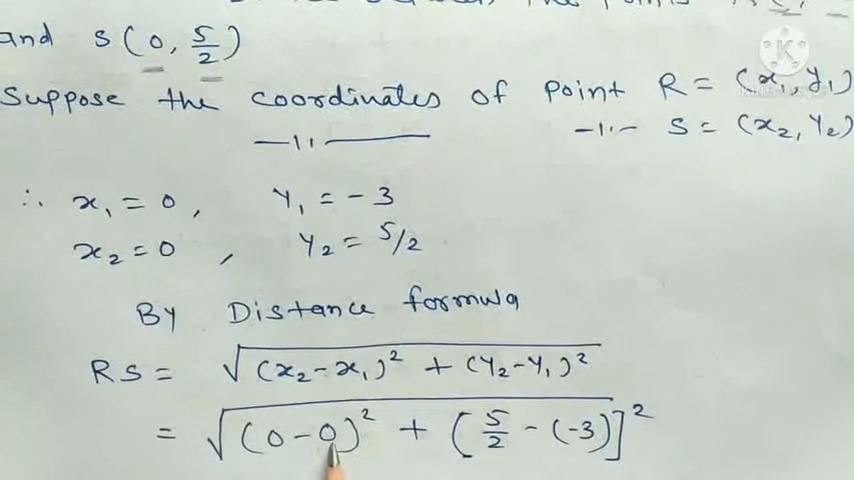 and S(0, 5/2)
Suppose the coordinates of point R = (x₁, y₁)
—ıı— S = (x₂, y₂)
∴ x₁ = 0, y₁ = -3
x₂ = 0, y₂ = 5/2
By Distance formula
RS = √(x₂-x₁)² + (y₂-y₁)²
= √(0-0)² + (5/2 - (-3)]²